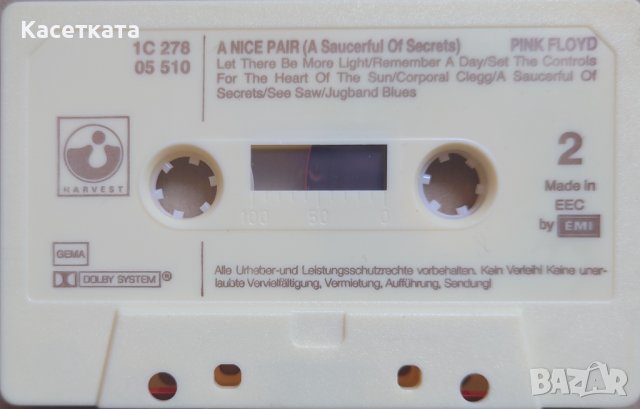 Касетката
1C 278
05 510
A NICE PAIR (A Saucerful Of Secrets)
PINK FLOYD
Let There Be More Light/Remember A Day/Set The Controls
For The Heart Of The Sun/Corporal Clegg/A Saucerful Of
Secrets/See Saw/Jugband Blues
HARVEST
2
Made in
EEC
by EMI
100 50 0
GEMA
DOLBY SYSTEM ®
Alle Urheber-und Leistungsschutzrechte vorbehalten. Kein Verleih! Keine uner-
laubte Vervielfältigung, Vermietung, Aufführung, Sendung!
BAZAR
.bg